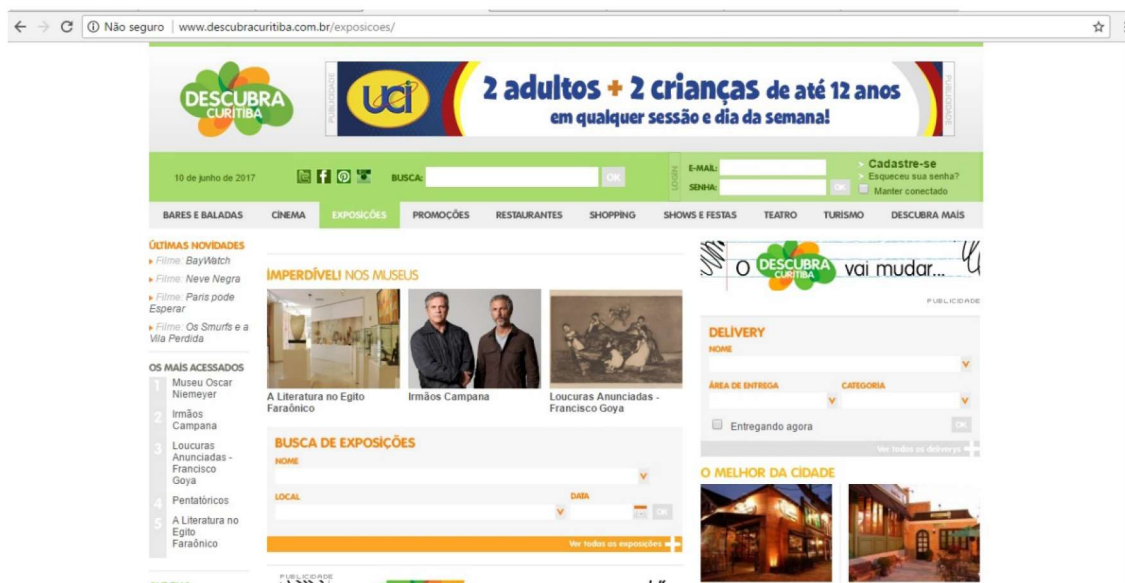 Não seguro | www.descubracuritiba.com.br/exposicoes/
DESCUBRA
CURITIBA
PUBLICIDADE
UCI
2 adultos + 2 crianças de até 12 anos
em qualquer sessão e dia da semana!
PUBLICIDADE
10 de junho de 2017
BUSCA:
OK
LOGIN
E-MAIL:
SENHA:
OK
Cadastre-se
Esqueceu sua senha?
Manter conectado
BARES E BALADAS CINEMA EXPOSIÇÕES PROMOÇÕES RESTAURANTES SHOPPING SHOWS E FESTAS TEATRO TURISMO DESCUBRA MAIS
ÚLTIMAS NOVIDADES
Filme: BayWatch
Filme: Neve Negra
Filme: Paris pode
Esperar
Filme: Os Smurfs e a
Vila Perdida
OS MAIS ACESSADOS
1 Museu Oscar
Niemeyer
2 Irmãos
Campana
3 Loucuras
Anunciadas -
Francisco
Goya
4 Pentatóricos
5 A Literatura no
Egito
Faraônico
IMPERDÍVEL! NOS MUSEUS
A Literatura no Egito
Faraônico
Irmãos Campana
Loucuras Anunciadas -
Francisco Goya
BUSCA DE EXPOSIÇÕES
NOME
LOCAL
DATA
OK
Ver todas as exposições
PUBLICIDADE
O DESCUBRA CURITIBA vai mudar...
PUBLICIDADE
DELIVERY
NOME
ÁREA DE ENTREGA CATEGORIA
Entregando agora
OK
Ver todos os deliverys
O MELHOR DA CIDADE